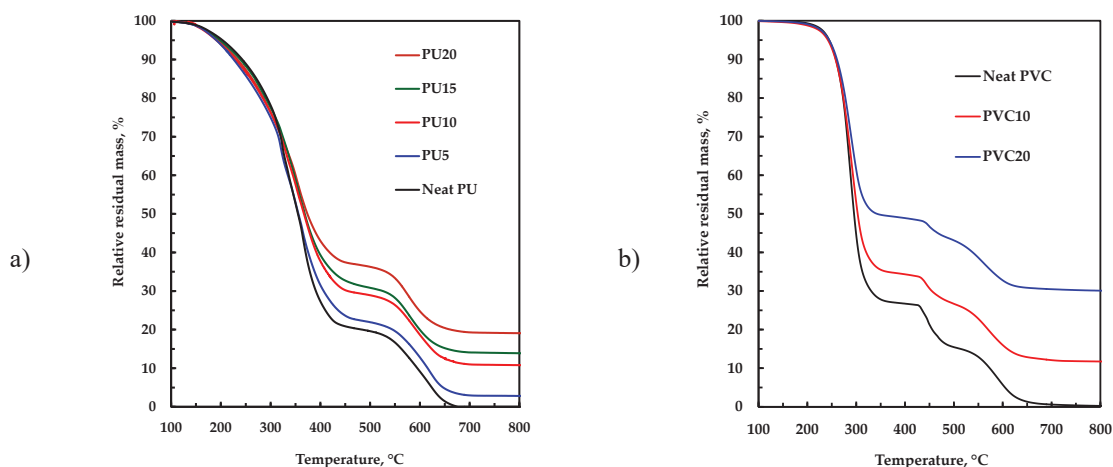 a)
Relative residual mass, %
100
90
80
70
60
50
40
30
20
10
0
PU20
PU15
PU10
PU5
Neat PU
100 200 300 400 500 600 700 800
Temperature, °C
b)
Relative residual mass, %
100
90
80
70
60
50
40
30
20
10
0
Neat PVC
PVC10
PVC20
100 200 300 400 500 600 700 800
Temperature, °C